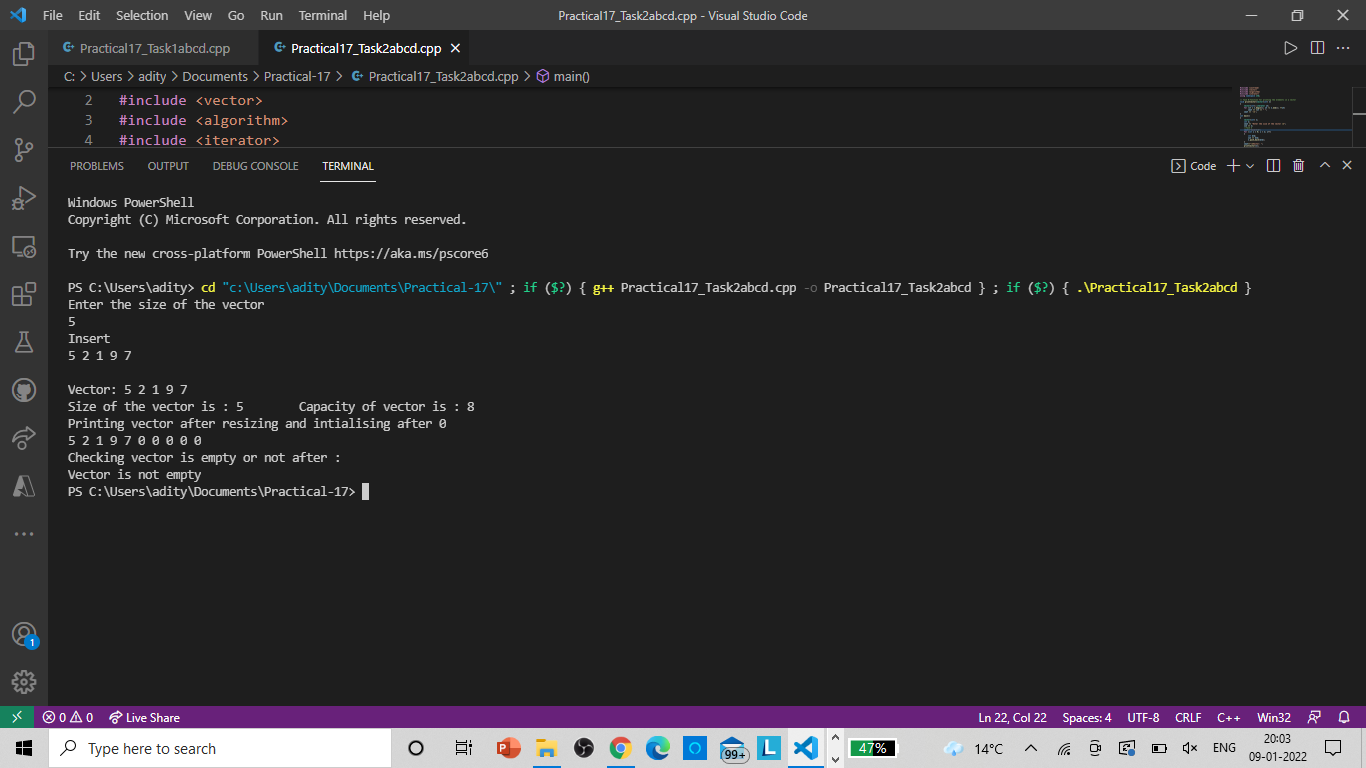 File Edit Selection View Go Run Terminal Help Practical17_Task2abcd.cpp - Visual Studio Code
Practical17_Task1abcd.cpp Practical17_Task2abcd.cpp
C: > Users > adity > Documents > Practical-17 > Practical17_Task2abcd.cpp > main()
2 #include <vector>
3 #include <algorithm>
4 #include <iterator>
PROBLEMS OUTPUT DEBUG CONSOLE TERMINAL Code
Windows PowerShell
Copyright (C) Microsoft Corporation. All rights reserved.
Try the new cross-platform PowerShell https://aka.ms/pscore6
PS C:\Users\adity> cd "c:\Users\adity\Documents\Practical-17\" ; if ($?) { g++ Practical17_Task2abcd.cpp -o Practical17_Task2abcd } ; if ($?) { .\Practical17_Task2abcd }
Enter the size of the vector
5
Insert
5 2 1 9 7
Vector: 5 2 1 9 7
Size of the vector is : 5 Capacity of vector is : 8
Printing vector after resizing and intialising after 0
5 2 1 9 7 0 0 0 0 0
Checking vector is empty or not after :
Vector is not empty
PS C:\Users\adity\Documents\Practical-17>
1
0 0 Live Share Ln 22, Col 22 Spaces: 4 UTF-8 CRLF C++ Win32
Type here to search 99+ L 47% 14°C ENG 20:03
09-01-2022